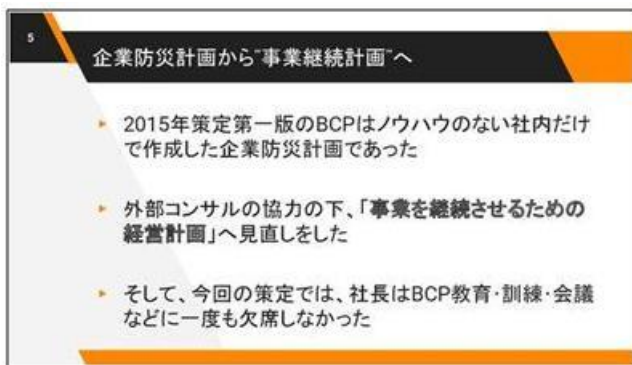 5
企業防災計画から"事業継続計画"へ
▸ 2015年策定第一版のBCPはノウハウのない社内だけ
で作成した企業防災計画であった
▸ 外部コンサルの協力の下、「事業を継続させるための
経営計画」へ見直しをした
▸ そして、今回の策定では、社長はBCP教育・訓練・会議
などに一度も欠席しなかった